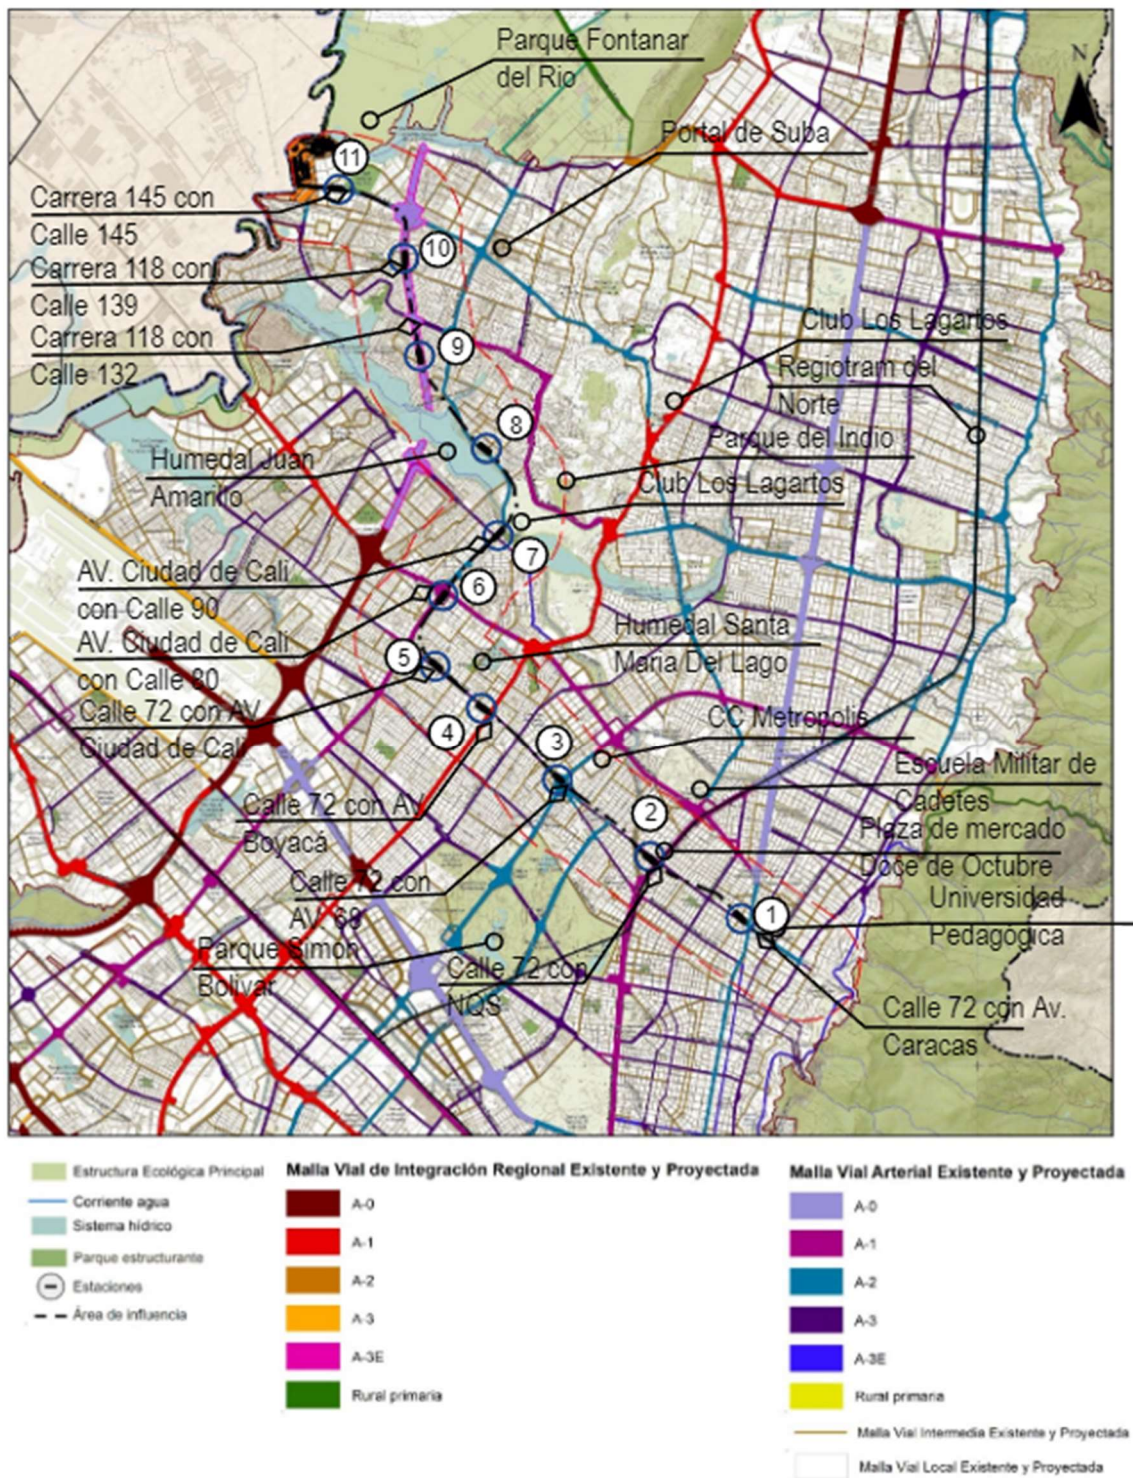 Parque Fontanar
del Rio
N
Portal de Suba
11
Carrera 145 con
Calle 145
10
Carrera 118 con
Calle 139
Carrera 118 con
Calle 132
9
Club Los Lagartos
Regiotram del
Norte
8
Parque del Indio
Humedal Juan
Amarillo
Club Los Lagartos
7
AV. Ciudad de Cali
con Calle 90
6
AV. Ciudad de Cali
con Calle 80
Humedal Santa
Maria Del Lago
5
Calle 72 con AV
Ciudad de Cali
4
3
CC Metropolis
Escuela Militar de
Cadetes
Calle 72 con AV
Boyacá
2
Plaza de mercado
Doce de Octubre
Calle 72 con
AV. 68
1
Universidad
Pedagógica
Parque Simón
Bolívar
Calle 72 con
NQS
Calle 72 con Av.
Caracas
Estructura Ecológica Principal
Corriente agua
Sistema hídrico
Parque estructurante
Estaciones
Área de influencia
Malla Vial de Integración Regional Existente y Proyectada
A-0
A-1
A-2
A-3
A-3E
Rural primaria
Malla Vial Arterial Existente y Proyectada
A-0
A-1
A-2
A-3
A-3E
Rural primaria
Malla Vial Intermedia Existente y Proyectada
Malla Vial Local Existente y Proyectada